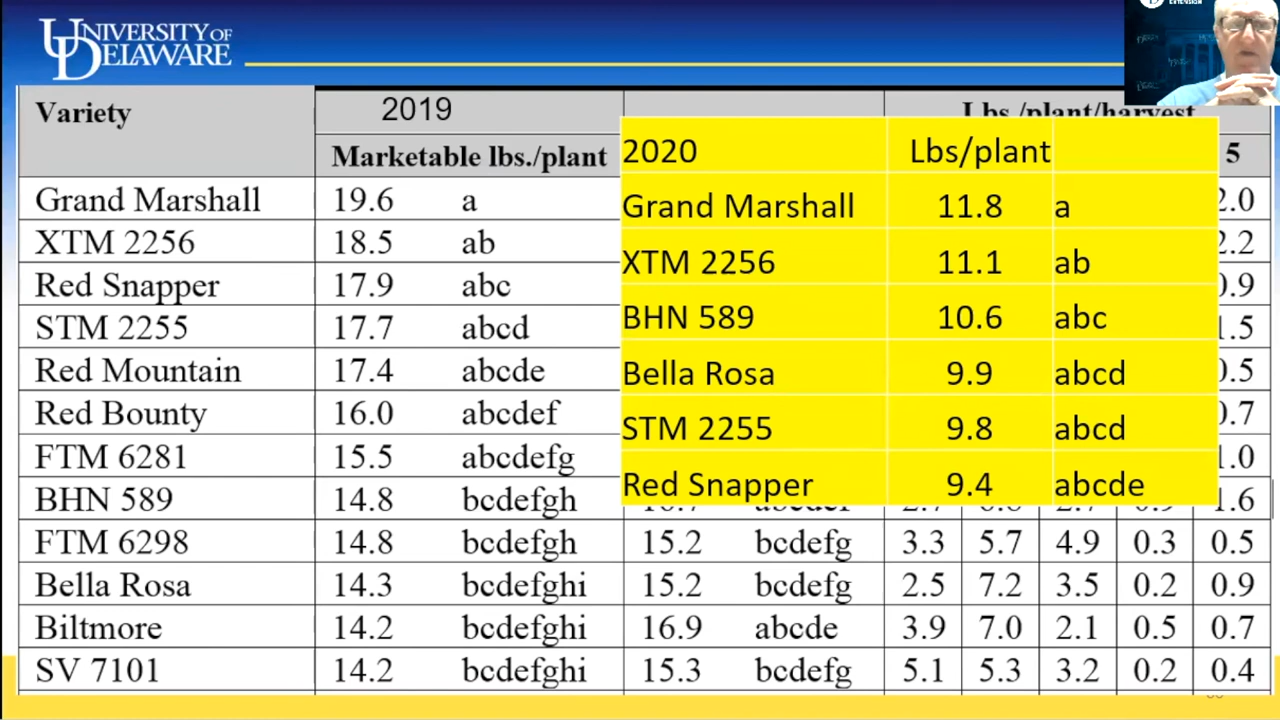 UNIVERSITY OF
DELAWARE
EXTENSION
Variety 2019 Lbs./plant/harvest
Marketable lbs./plant 5
2020 Lbs/plant
Grand Marshall 11.8 a
XTM 2256 11.1 ab
BHN 589 10.6 abc
Bella Rosa 9.9 abcd
STM 2255 9.8 abcd
Red Snapper 9.4 abcde
Grand Marshall 19.6 a 2.0
XTM 2256 18.5 ab 2.2
Red Snapper 17.9 abc 0.9
STM 2255 17.7 abcd 1.5
Red Mountain 17.4 abcde 0.5
Red Bounty 16.0 abcdef 0.7
FTM 6281 15.5 abcdefg 1.0
BHN 589 14.8 bcdefgh 1.6
FTM 6298 14.8 bcdefgh 15.2 bcdefg 3.3 5.7 4.9 0.3 0.5
Bella Rosa 14.3 bcdefghi 15.2 bcdefg 2.5 7.2 3.5 0.2 0.9
Biltmore 14.2 bcdefghi 16.9 abcde 3.9 7.0 2.1 0.5 0.7
SV 7101 14.2 bcdefghi 15.3 bcdefg 5.1 5.3 3.2 0.2 0.4